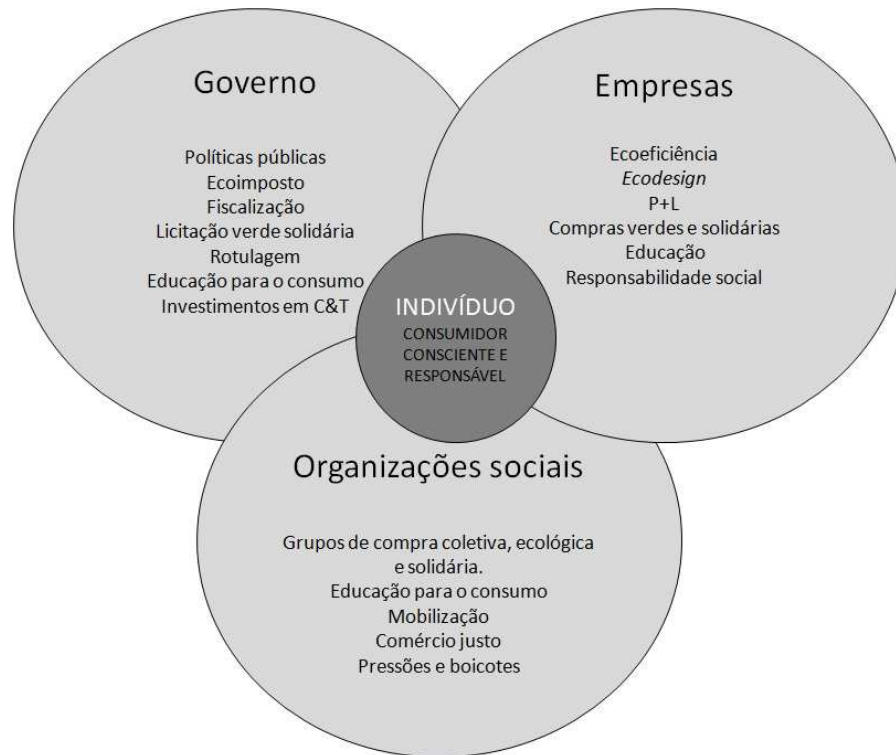 Governo
Políticas públicas
Ecoimposto
Fiscalização
Licitação verde solidária
Rotulagem
Educação para o consumo
Investimentos em C&T
Empresas
Ecoeficiência
Ecodesign
P+L
Compras verdes e solidárias
Educação
Responsabilidade social
INDIVÍDUO
CONSUMIDOR
CONSCIENTE E
RESPONSÁVEL
Organizações sociais
Grupos de compra coletiva, ecológica
e solidária.
Educação para o consumo
Mobilização
Comércio justo
Pressões e boicotes